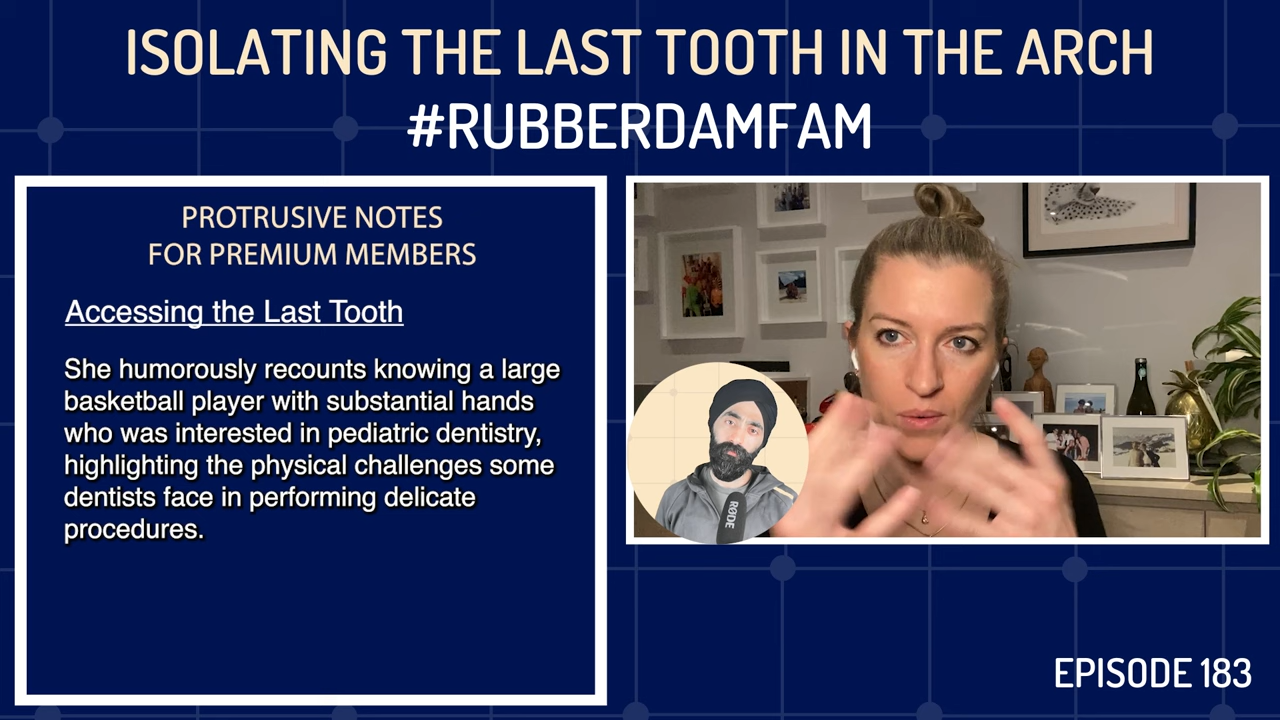 ISOLATING THE LAST TOOTH IN THE ARCH
#RUBBERDAMFAM
PROTRUSIVE NOTES
FOR PREMIUM MEMBERS
Accessing the Last Tooth
She humorously recounts knowing a large
basketball player with substantial hands
who was interested in pediatric dentistry,
highlighting the physical challenges some
dentists face in performing delicate
procedures.
RØDE
EPISODE 183